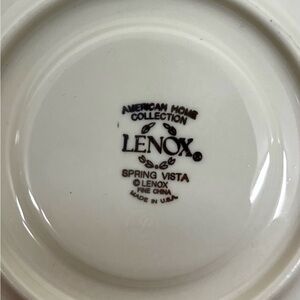 AMERICAN HOME
COLLECTION
LENOX®
SPRING VISTA
© LENOX
FINE CHINA
MADE IN U.S.A.